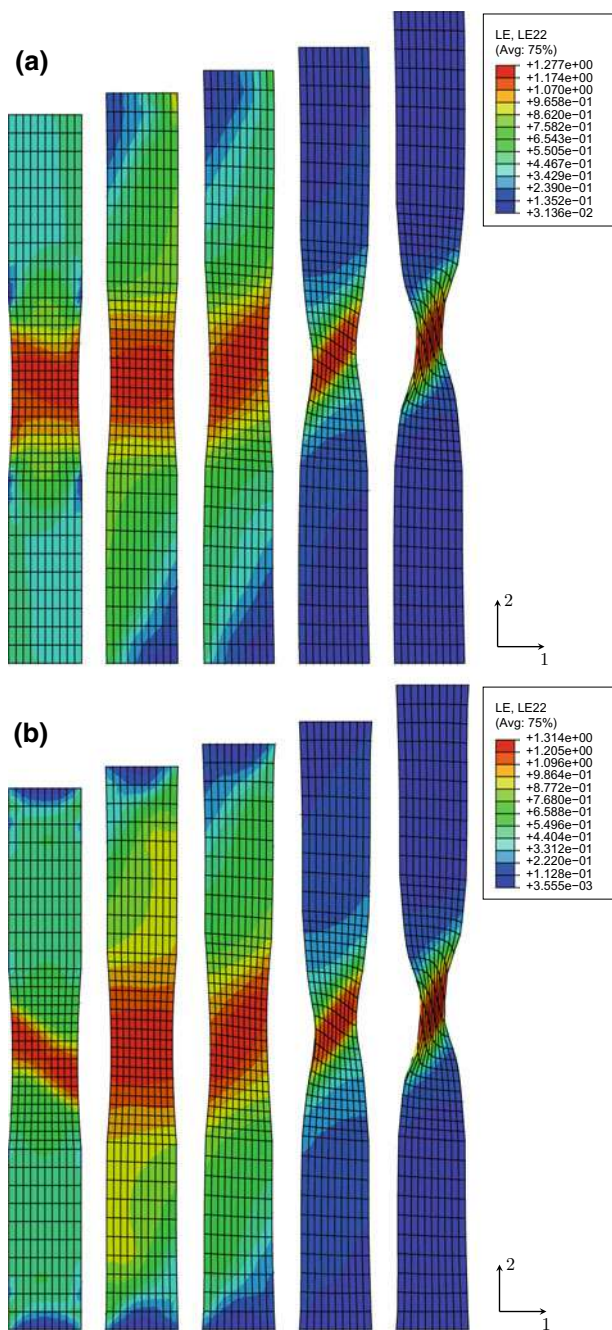 (a)
LE, LE22
(Avg: 75%)
+1.277e+00
+1.174e+00
+1.070e+00
+9.658e−01
+8.620e−01
+7.582e−01
+6.543e−01
+5.505e−01
+4.467e−01
+3.429e−01
+2.390e−01
+1.352e−01
+3.136e−02
2
1
(b)
LE, LE22
(Avg: 75%)
+1.314e+00
+1.205e+00
+1.096e+00
+9.864e−01
+8.772e−01
+7.680e−01
+6.588e−01
+5.496e−01
+4.404e−01
+3.312e−01
+2.220e−01
+1.128e−01
+3.555e−03
2
1